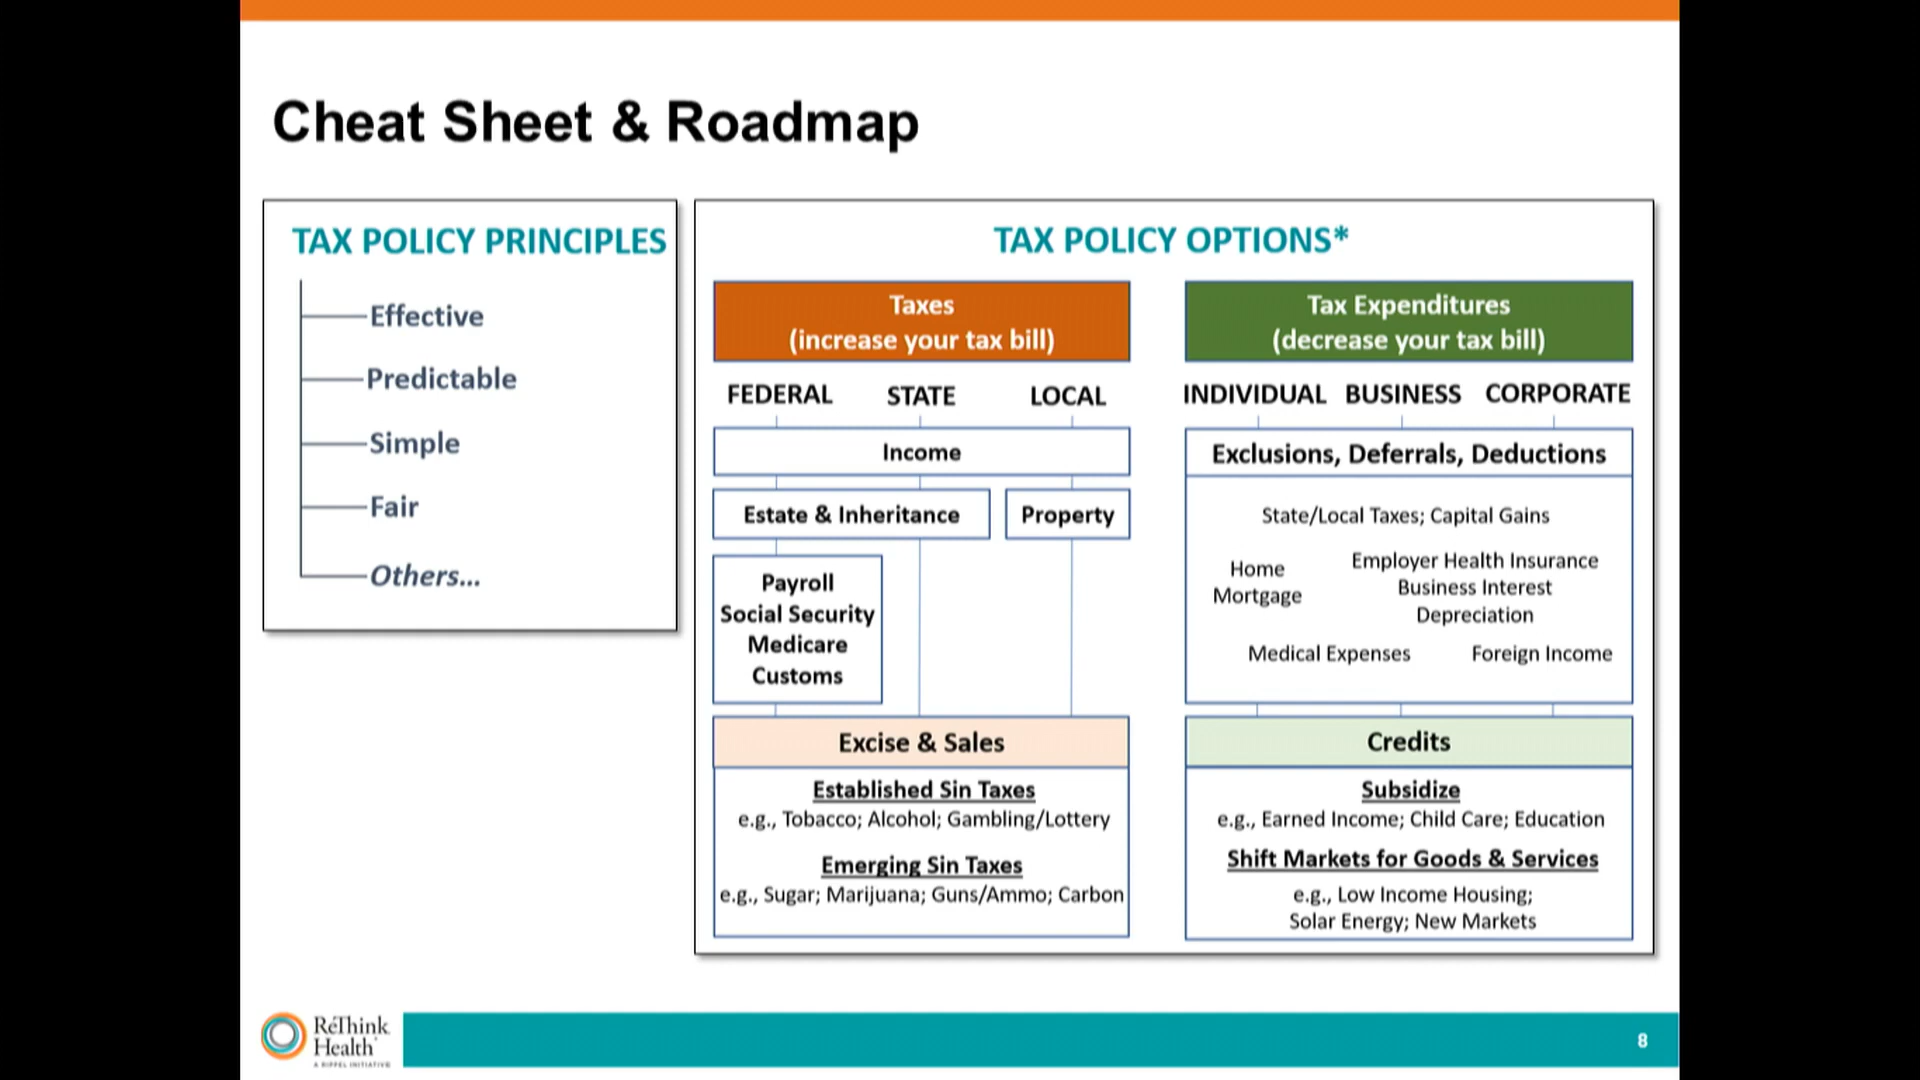 Cheat Sheet & Roadmap
TAX POLICY PRINCIPLES
Effective
Predictable
Simple
Fair
Others...
TAX POLICY OPTIONS*
Taxes
(increase your tax bill)
FEDERAL STATE LOCAL
Income
Estate & Inheritance
Property
Payroll
Social Security
Medicare
Customs
Excise & Sales
Established Sin Taxes
e.g., Tobacco; Alcohol; Gambling/Lottery
Emerging Sin Taxes
e.g., Sugar; Marijuana; Guns/Ammo; Carbon
Tax Expenditures
(decrease your tax bill)
INDIVIDUAL BUSINESS CORPORATE
Exclusions, Deferrals, Deductions
State/Local Taxes; Capital Gains
Home
Mortgage
Employer Health Insurance
Business Interest
Depreciation
Medical Expenses
Foreign Income
Credits
Subsidize
e.g., Earned Income; Child Care; Education
Shift Markets for Goods & Services
e.g., Low Income Housing;
Solar Energy; New Markets
ReThink
Health
A RIPPEL INITIATIVE
8